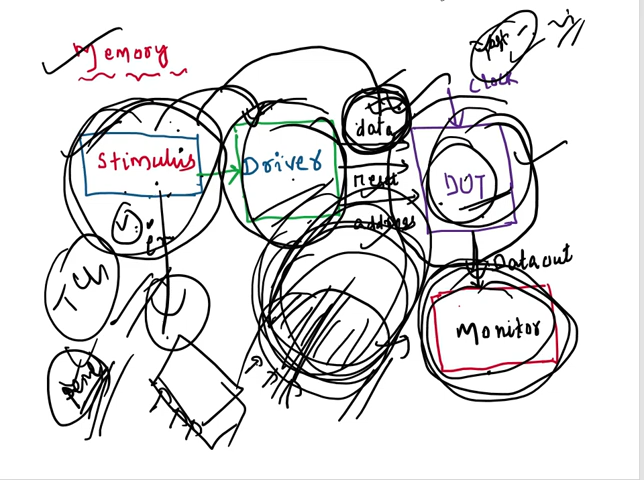 Memory
clock
data
Stimulus
Driver
reset
DUT
address
Data out
Monitor